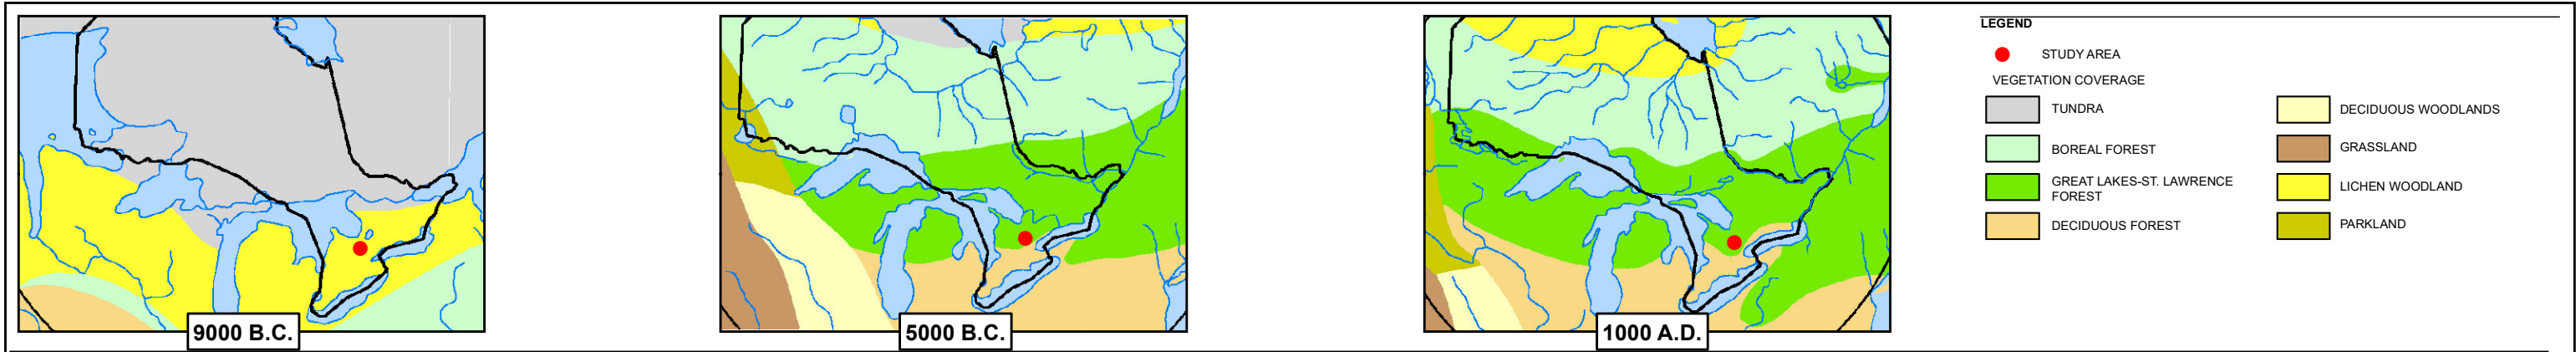 9000 B.C.
5000 B.C.
1000 A.D.
LEGEND
STUDY AREA
VEGETATION COVERAGE
TUNDRA
BOREAL FOREST
GREAT LAKES-ST. LAWRENCE
FOREST
DECIDUOUS FOREST
DECIDUOUS WOODLANDS
GRASSLAND
LICHEN WOODLAND
PARKLAND